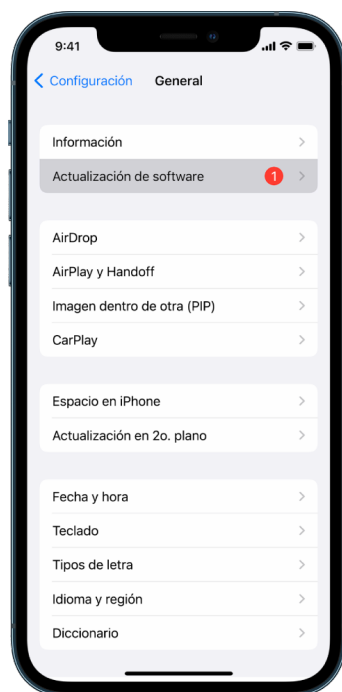 9:41
Configuración General
Información
Actualización de software 1
AirDrop
AirPlay y Handoff
Imagen dentro de otra (PIP)
CarPlay
Espacio en iPhone
Actualización en 2o. plano
Fecha y hora
Teclado
Tipos de letra
Idioma y región
Diccionario